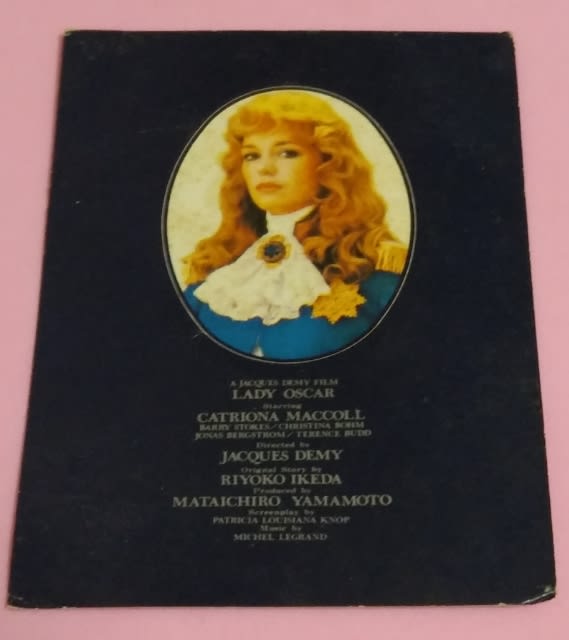 A JACQUES DEMY FILM
LADY OSCAR
Starring
CATRIONA MACCOLL
BARRY STOKES/CHRISTINA BOHM
JONAS BERGSTROM/TERENCE BUDD
Directed by
JACQUES DEMY
Original Story by
RIYOKO IKEDA
Produced by
MATAICHIRO YAMAMOTO
Screenplay by
PATRICIA LOUISIANA KNOP
Music by
MICHEL LEGRAND